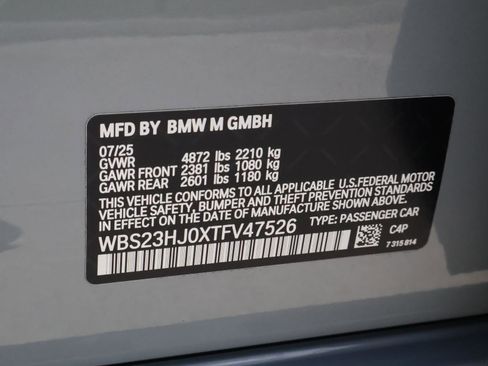 MFD BY BMW M GMBH
07/25
GVWR 4872 lbs 2210 kg
GAWR FRONT 2381 lbs 1080 kg
GAWR REAR 2601 lbs 1180 kg
THIS VEHICLE CONFORMS TO ALL APPLICABLE U.S.FEDERAL MOTOR
VEHICLE SAFETY, BUMPER AND THEFT PREVENTION STANDARDS
IN EFFECT ON THE DATE OF MANUFACTURE SHOWN ABOVE.
WBS23HJ0XTFV47526 TYPE: PASSENGER CAR
C4P
7 315 814